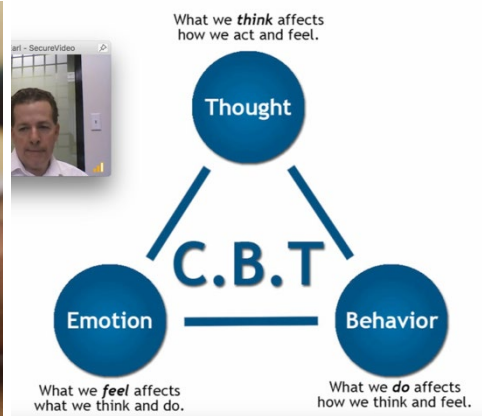 What we think affects
how we act and feel.
arl - SecureVideo
Thought
C.B.T
Emotion
Behavior
What we feel affects
what we think and do.
What we do affects
how we think and feel.